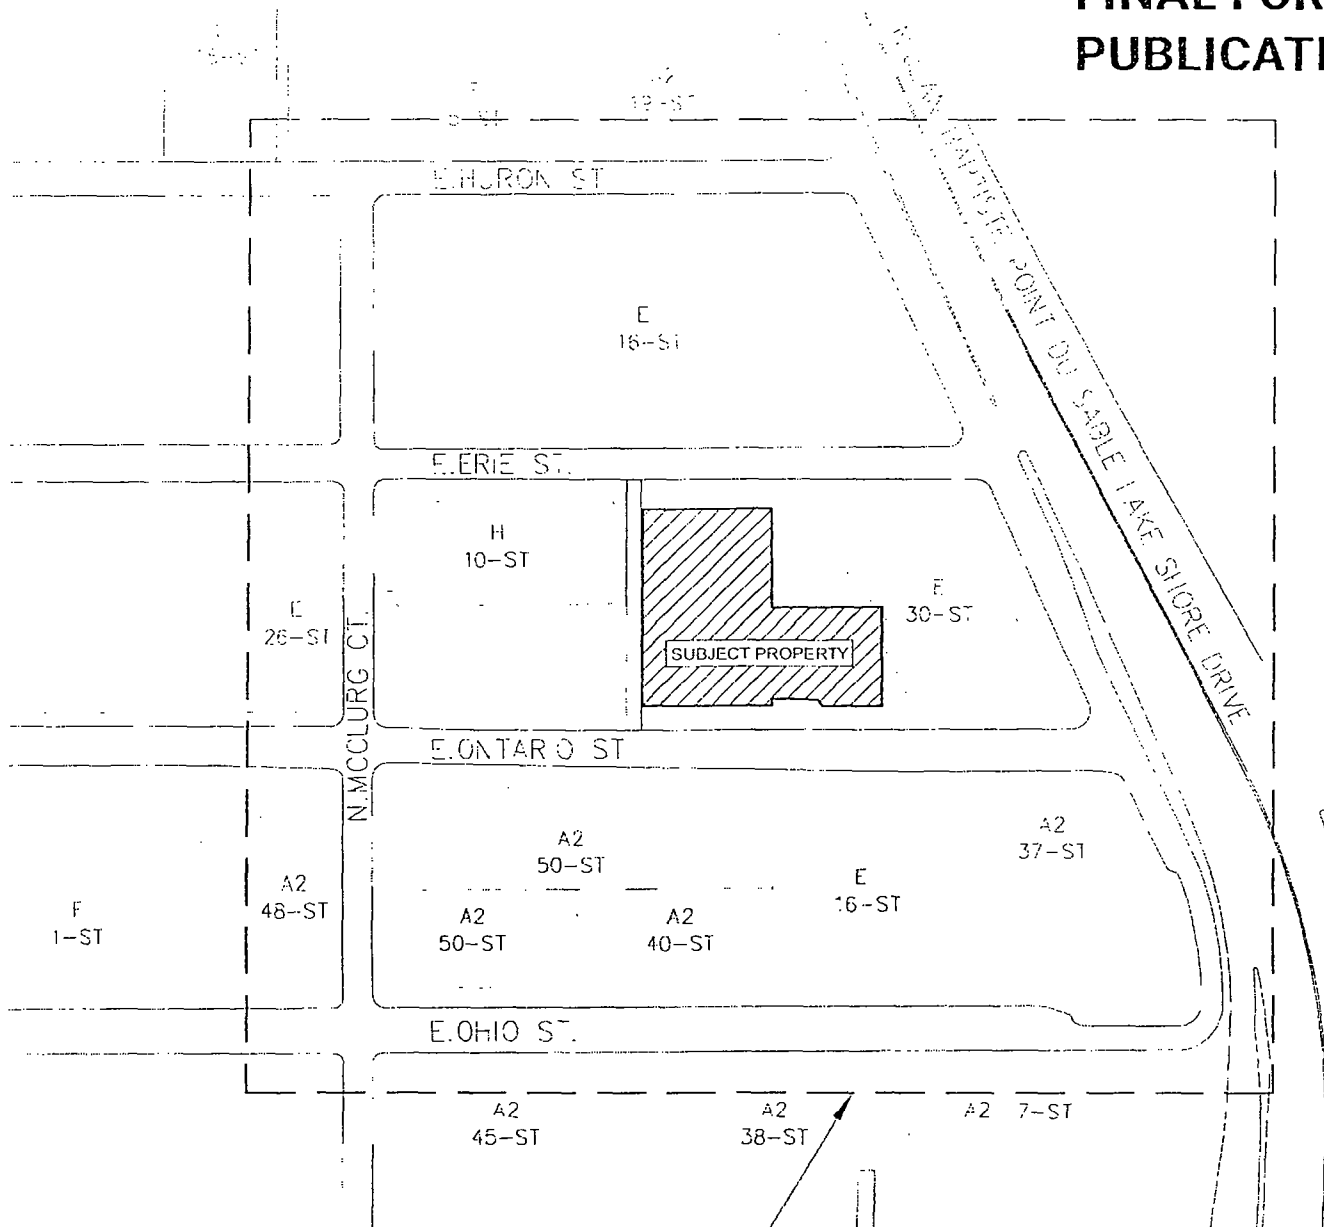 PUBLICATI
19-ST
E.HURON ST
E
16-ST
POINT DU SABLE LAKE SHORE DRIVE
E.ERIE ST.
H
10-ST
E
26-ST
E
30-ST
SUBJECT PROPERTY
N.MCCLURG CT.
E.ONTARIO ST
A2
50-ST
A2
37-ST
E
16-ST
A2
48-ST
F
1-ST
A2
50-ST
A2
40-ST
E.OHIO ST.
A2
45-ST
A2
38-ST
A2 7-ST